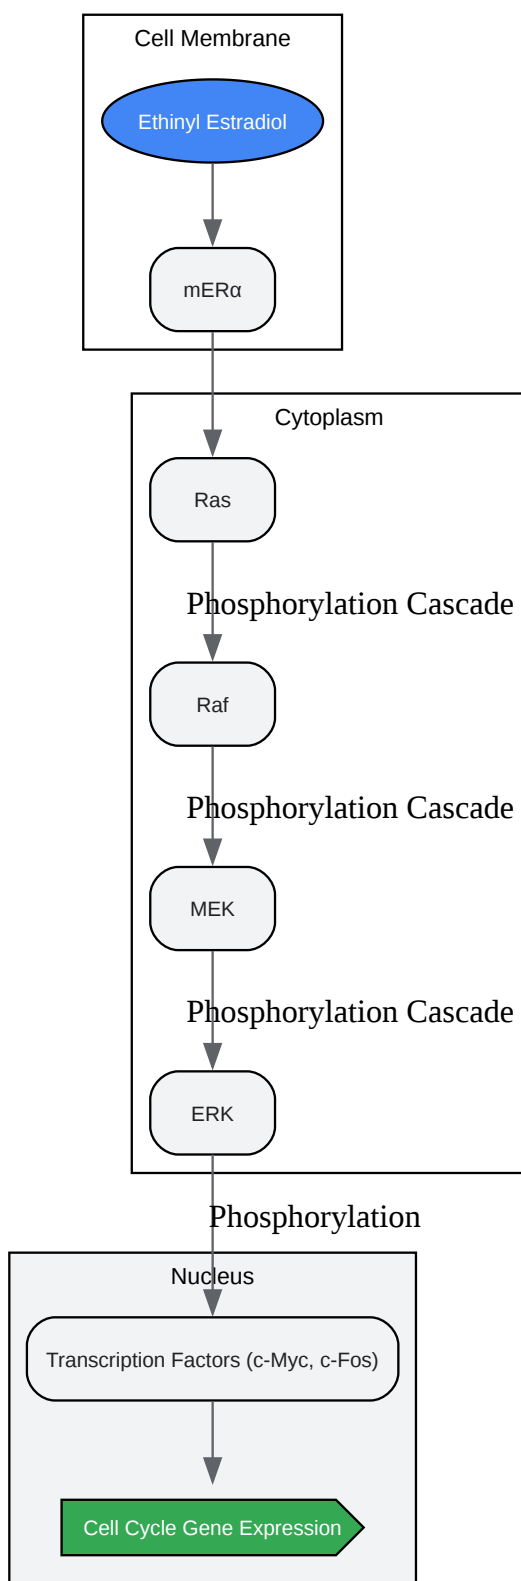 Cell Membrane
Ethinyl Estradiol
mERα
Cytoplasm
Ras
Phosphorylation Cascade
Raf
Phosphorylation Cascade
MEK
Phosphorylation Cascade
ERK
Phosphorylation
Nucleus
Transcription Factors (c-Myc, c-Fos)
Cell Cycle Gene Expression